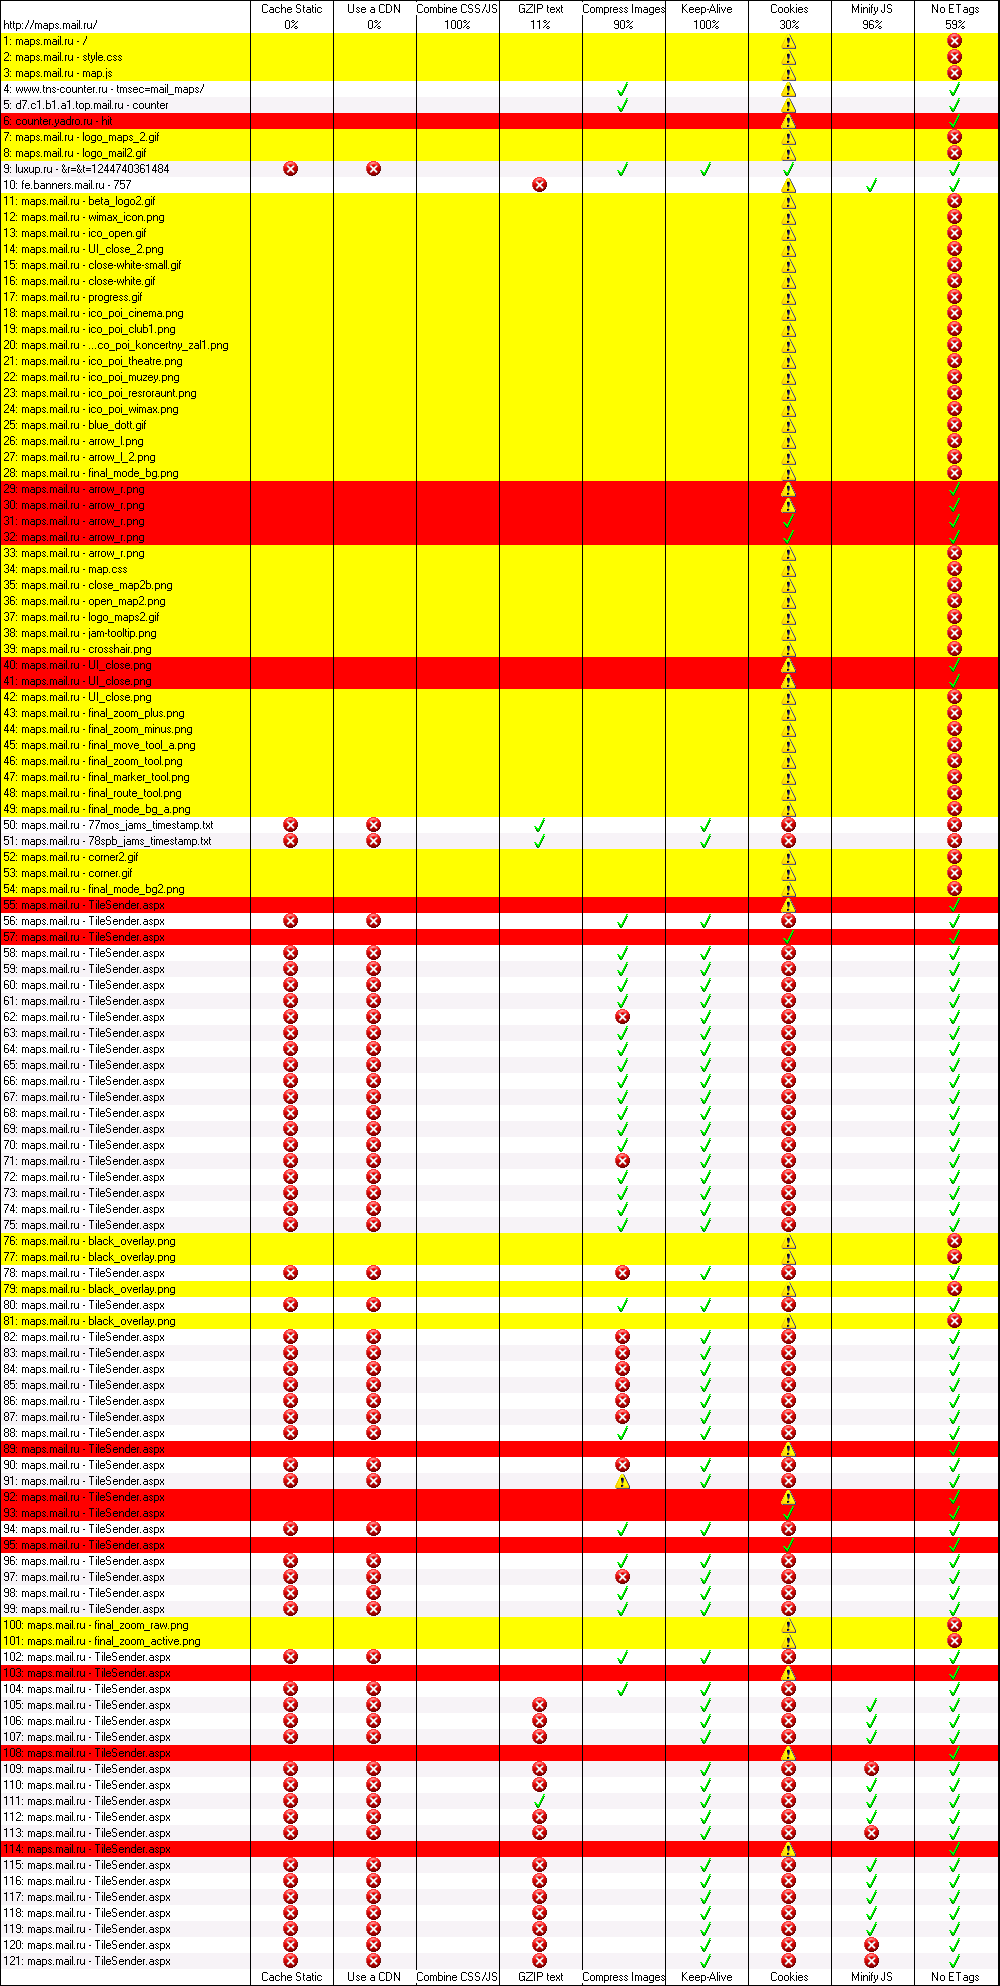 Cache Static Use a CDN Combine CSS/JS GZIP text Compress Images Keep-Alive Cookies Minify JS No ETags
http://maps.mail.ru/ 0% 0% 100% 11% 90% 100% 30% 96% 59%
1: maps.mail.ru - /
2: maps.mail.ru - style.css
3: maps.mail.ru - map.js
4: www.tns-counter.ru - tmsec=mail_maps/
5: d7.c1.b1.a1.top.mail.ru - counter
6: counter.yadro.ru - hit
7: maps.mail.ru - logo_maps_2.gif
8: maps.mail.ru - logo_mail2.gif
9: luxup.ru - &r=&t=1244740361484
10: fe.banners.mail.ru - 757
11: maps.mail.ru - beta_logo2.gif
12: maps.mail.ru - wimax_icon.png
13: maps.mail.ru - ico_open.gif
14: maps.mail.ru - UI_close_2.png
15: maps.mail.ru - close-white-small.gif
16: maps.mail.ru - close-white.gif
17: maps.mail.ru - progress.gif
18: maps.mail.ru - ico_poi_cinema.png
19: maps.mail.ru - ico_poi_club1.png
20: maps.mail.ru - ...co_poi_koncertny_zal1.png
21: maps.mail.ru - ico_poi_theatre.png
22: maps.mail.ru - ico_poi_muzey.png
23: maps.mail.ru - ico_poi_resroraunt.png
24: maps.mail.ru - ico_poi_wimax.png
25: maps.mail.ru - blue_dott.gif
26: maps.mail.ru - arrow_l.png
27: maps.mail.ru - arrow_l_2.png
28: maps.mail.ru - final_mode_bg.png
29: maps.mail.ru - arrow_r.png
30: maps.mail.ru - arrow_r.png
31: maps.mail.ru - arrow_r.png
32: maps.mail.ru - arrow_r.png
33: maps.mail.ru - arrow_r.png
34: maps.mail.ru - map.css
35: maps.mail.ru - close_map2b.png
36: maps.mail.ru - open_map2.png
37: maps.mail.ru - logo_maps2.gif
38: maps.mail.ru - jam-tooltip.png
39: maps.mail.ru - crosshair.png
40: maps.mail.ru - UI_close.png
41: maps.mail.ru - UI_close.png
42: maps.mail.ru - UI_close.png
43: maps.mail.ru - final_zoom_plus.png
44: maps.mail.ru - final_zoom_minus.png
45: maps.mail.ru - final_move_tool_a.png
46: maps.mail.ru - final_zoom_tool.png
47: maps.mail.ru - final_marker_tool.png
48: maps.mail.ru - final_route_tool.png
49: maps.mail.ru - final_mode_bg_a.png
50: maps.mail.ru - 77mos_jams_timestamp.txt
51: maps.mail.ru - 78spb_jams_timestamp.txt
52: maps.mail.ru - corner2.gif
53: maps.mail.ru - corner.gif
54: maps.mail.ru - final_mode_bg2.png
55: maps.mail.ru - TileSender.aspx
56: maps.mail.ru - TileSender.aspx
57: maps.mail.ru - TileSender.aspx
58: maps.mail.ru - TileSender.aspx
59: maps.mail.ru - TileSender.aspx
60: maps.mail.ru - TileSender.aspx
61: maps.mail.ru - TileSender.aspx
62: maps.mail.ru - TileSender.aspx
63: maps.mail.ru - TileSender.aspx
64: maps.mail.ru - TileSender.aspx
65: maps.mail.ru - TileSender.aspx
66: maps.mail.ru - TileSender.aspx
67: maps.mail.ru - TileSender.aspx
68: maps.mail.ru - TileSender.aspx
69: maps.mail.ru - TileSender.aspx
70: maps.mail.ru - TileSender.aspx
71: maps.mail.ru - TileSender.aspx
72: maps.mail.ru - TileSender.aspx
73: maps.mail.ru - TileSender.aspx
74: maps.mail.ru - TileSender.aspx
75: maps.mail.ru - TileSender.aspx
76: maps.mail.ru - black_overlay.png
77: maps.mail.ru - black_overlay.png
78: maps.mail.ru - TileSender.aspx
79: maps.mail.ru - black_overlay.png
80: maps.mail.ru - TileSender.aspx
81: maps.mail.ru - black_overlay.png
82: maps.mail.ru - TileSender.aspx
83: maps.mail.ru - TileSender.aspx
84: maps.mail.ru - TileSender.aspx
85: maps.mail.ru - TileSender.aspx
86: maps.mail.ru - TileSender.aspx
87: maps.mail.ru - TileSender.aspx
88: maps.mail.ru - TileSender.aspx
89: maps.mail.ru - TileSender.aspx
90: maps.mail.ru - TileSender.aspx
91: maps.mail.ru - TileSender.aspx
92: maps.mail.ru - TileSender.aspx
93: maps.mail.ru - TileSender.aspx
94: maps.mail.ru - TileSender.aspx
95: maps.mail.ru - TileSender.aspx
96: maps.mail.ru - TileSender.aspx
97: maps.mail.ru - TileSender.aspx
98: maps.mail.ru - TileSender.aspx
99: maps.mail.ru - TileSender.aspx
100: maps.mail.ru - final_zoom_raw.png
101: maps.mail.ru - final_zoom_active.png
102: maps.mail.ru - TileSender.aspx
103: maps.mail.ru - TileSender.aspx
104: maps.mail.ru - TileSender.aspx
105: maps.mail.ru - TileSender.aspx
106: maps.mail.ru - TileSender.aspx
107: maps.mail.ru - TileSender.aspx
108: maps.mail.ru - TileSender.aspx
109: maps.mail.ru - TileSender.aspx
110: maps.mail.ru - TileSender.aspx
111: maps.mail.ru - TileSender.aspx
112: maps.mail.ru - TileSender.aspx
113: maps.mail.ru - TileSender.aspx
114: maps.mail.ru - TileSender.aspx
115: maps.mail.ru - TileSender.aspx
116: maps.mail.ru - TileSender.aspx
117: maps.mail.ru - TileSender.aspx
118: maps.mail.ru - TileSender.aspx
119: maps.mail.ru - TileSender.aspx
120: maps.mail.ru - TileSender.aspx
121: maps.mail.ru - TileSender.aspx
Cache Static Use a CDN Combine CSS/JS GZIP text Compress Images Keep-Alive Cookies Minify JS No ETags